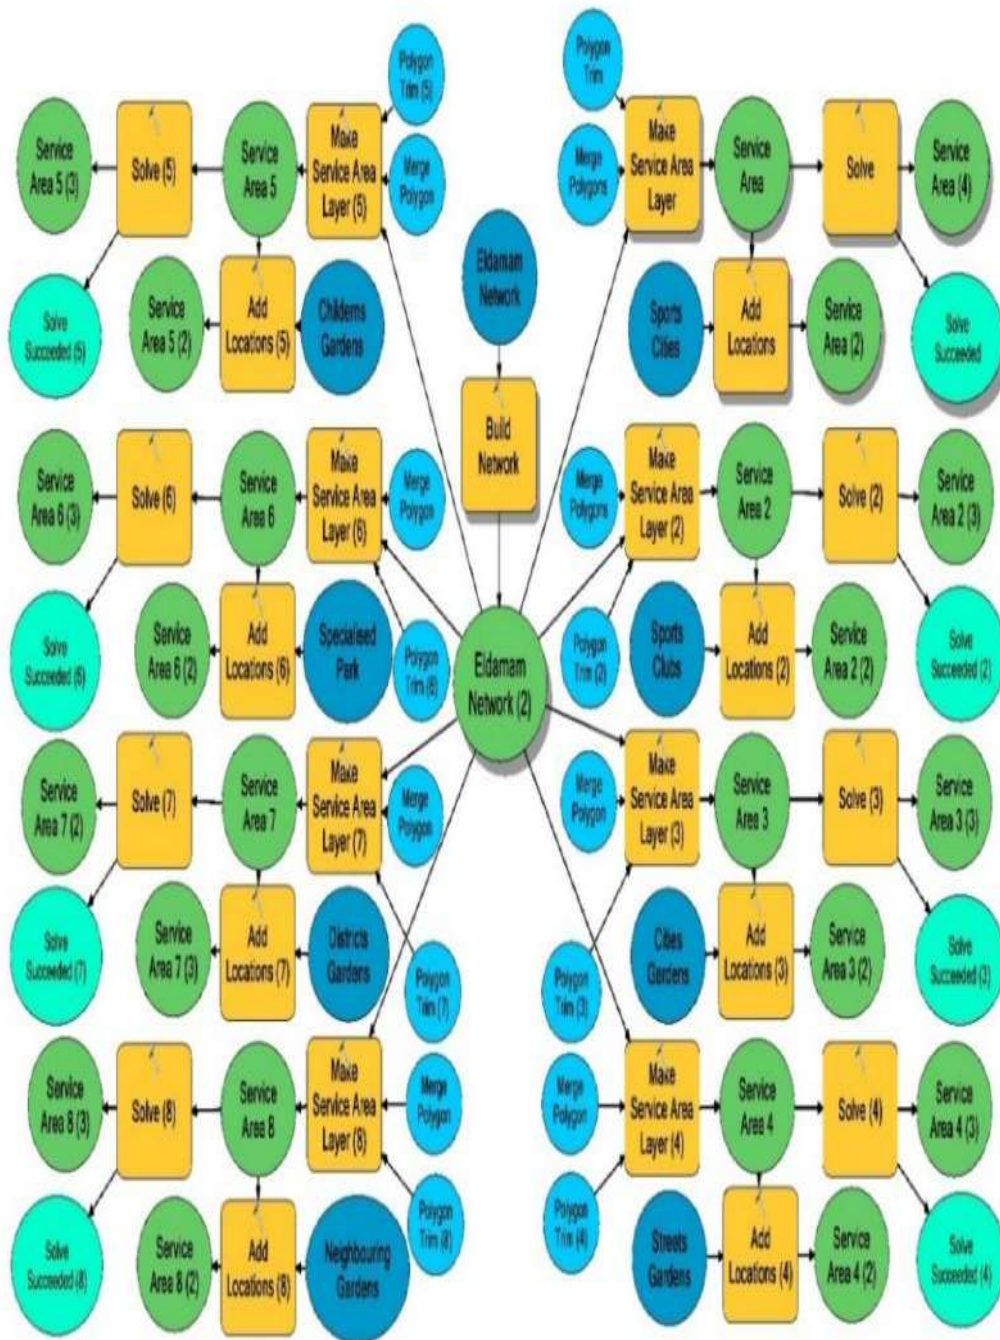 Polygon
Trim (5)
Polygon
Trim
Service
Area 5 (3)
Solve (5)
Service
Area 5
Make
Service Area
Layer (5)
Merge
Polygon
Merge
Polygons
Make
Service Area
Layer
Service
Area
Solve
Service
Area (4)
Eldamam
Network
Solve
Succeeded (5)
Service
Area 5 (2)
Add
Locations (5)
Childerns
Gardens
Sports
Cities
Add
Locations
Service
Area (2)
Solve
Succeeded
Build
Network
Service
Area 6 (3)
Solve (6)
Service
Area 6
Make
Service Area
Layer (6)
Merge
Polygon
Merge
Polygons
Make
Service Area
Layer (2)
Service
Area 2
Solve (2)
Service
Area 2 (3)
Solve
Succeeded (6)
Service
Area 6 (2)
Add
Locations (6)
Specialised
Park
Polygon
Trim (6)
Eldamam
Network (2)
Polygon
Trim (2)
Sports
Clubs
Add
Locations (2)
Service
Area 2 (2)
Solve
Succeeded (2)
Service
Area 7 (2)
Solve (7)
Service
Area 7
Make
Service Area
Layer (7)
Merge
Polygon
Merge
Polygon
Make
Service Area
Layer (3)
Service
Area 3
Solve (3)
Service
Area 3 (3)
Solve
Succeeded (7)
Service
Area 7 (3)
Add
Locations (7)
Districts
Gardens
Polygon
Trim (7)
Polygon
Trim (3)
Cities
Gardens
Add
Locations (3)
Service
Area 3 (2)
Solve
Succeeded (3)
Service
Area 8 (3)
Solve (8)
Service
Area 8
Make
Service Area
Layer (8)
Merge
Polygon
Merge
Polygon
Make
Service Area
Layer (4)
Service
Area 4
Solve (4)
Service
Area 4 (3)
Solve
Succeeded (8)
Service
Area 8 (2)
Add
Locations (8)
Neighbouring
Gardens
Polygon
Trim (8)
Polygon
Trim (4)
Streets
Gardens
Add
Locations (4)
Service
Area 4 (2)
Solve
Succeeded (4)